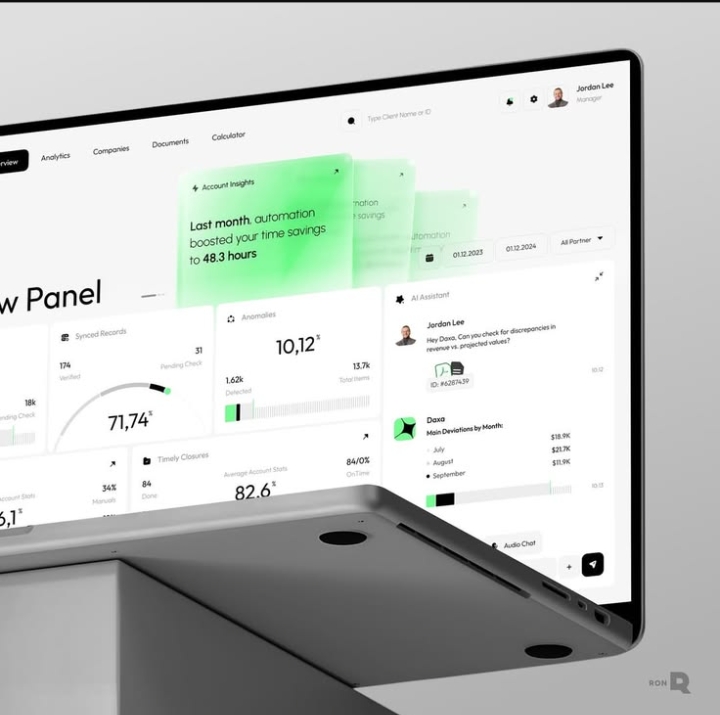 rview
Analytics
Companies
Documents
Calculator
Type Client Name or ID
Jordan Lee
Manager
Account Insights
Last month, automation
boosted your time savings
to 48.3 hours
mation
savings
utomation
01.12.2023
01.12.2024
All Partner
w Panel
18k
nding Check
Synced Records
174
Verified
31
Pending Check
71,74%
Anomalies
10,12%
1.62k
Detected
13.7k
Total Items
AI Assistant
Jordan Lee
Hey Daxa, Can you check for discrepancies in
revenue vs. projected values?
ID: #6287439
Daxa
Main Deviations by Month:
July
$18.9K
August
$21.7K
September
$11.9K
Audio Chat
+
ccount Stats
6,1%
34%
Manuals
Timely Closures
84
Done
Average Account Stats
82.6%
84/0%
OnTime
RON
R